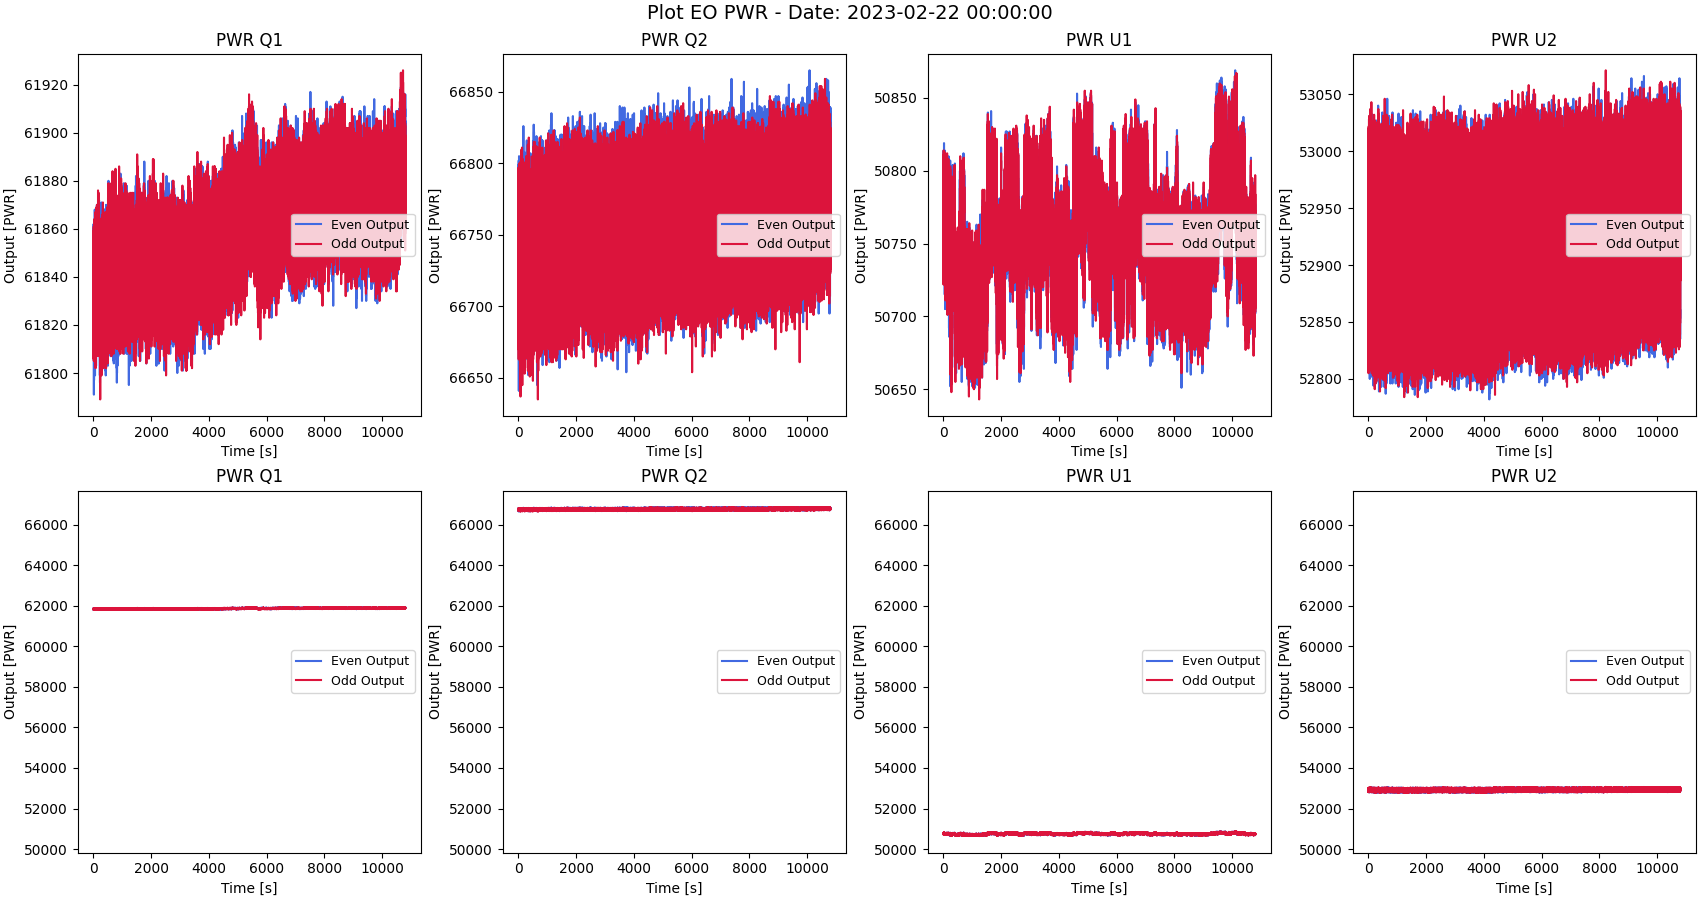 Plot EO PWR - Date: 2023-02-22 00:00:00
PWR Q1
PWR Q2
PWR U1
PWR U2
Output [PWR]
61920
61900
61880
61860
61840
61820
61800
Even Output
Odd Output
0 2000 4000 6000 8000 10000
Time [s]
Output [PWR]
66850
66800
66750
66700
66650
Even Output
Odd Output
0 2000 4000 6000 8000 10000
Time [s]
Output [PWR]
50850
50800
50750
50700
50650
Even Output
Odd Output
0 2000 4000 6000 8000 10000
Time [s]
Output [PWR]
53050
53000
52950
52900
52850
52800
Even Output
Odd Output
0 2000 4000 6000 8000 10000
Time [s]
PWR Q1
PWR Q2
PWR U1
PWR U2
Output [PWR]
66000
64000
62000
60000
58000
56000
54000
52000
50000
Even Output
Odd Output
0 2000 4000 6000 8000 10000
Time [s]
Output [PWR]
66000
64000
62000
60000
58000
56000
54000
52000
50000
Even Output
Odd Output
0 2000 4000 6000 8000 10000
Time [s]
Output [PWR]
66000
64000
62000
60000
58000
56000
54000
52000
50000
Even Output
Odd Output
0 2000 4000 6000 8000 10000
Time [s]
Output [PWR]
66000
64000
62000
60000
58000
56000
54000
52000
50000
Even Output
Odd Output
0 2000 4000 6000 8000 10000
Time [s]